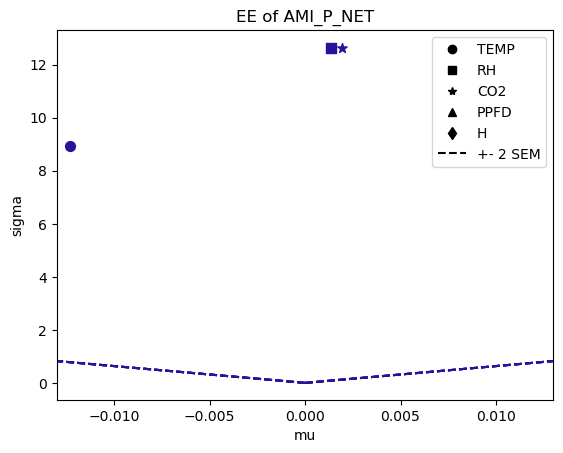 EE of AMI_P_NET
TEMP
RH
CO2
PPFD
H
+- 2 SEM
12
10
8
6
4
2
0
sigma
−0.010
−0.005
0.000
0.005
0.010
mu